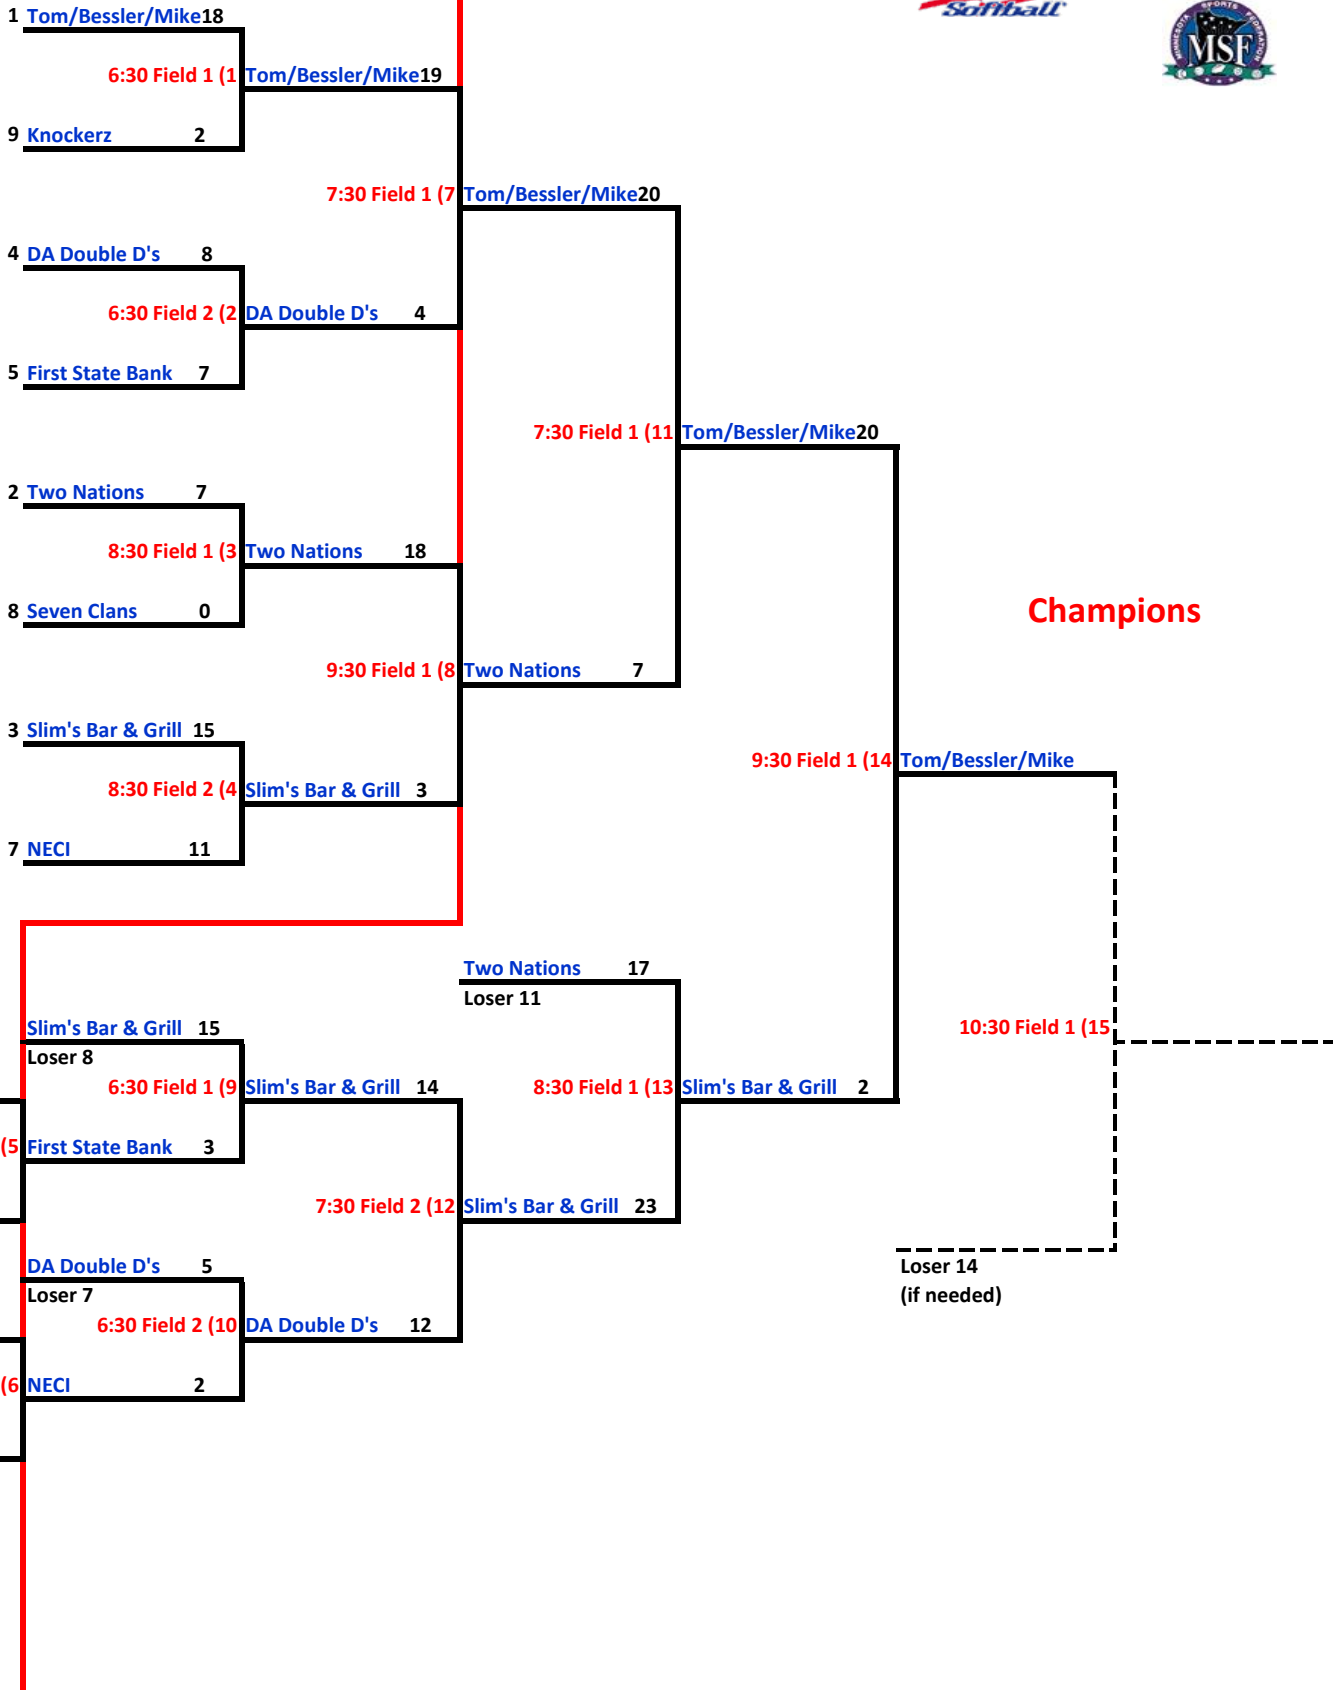 Softball
MINNESOTA SPORTS FEDERATION
MSF
1 Tom/Bessler/Mike18
6:30 Field 1 (1 Tom/Bessler/Mike19
9 Knockerz 2
7:30 Field 1 (7 Tom/Bessler/Mike20
4 DA Double D's 8
6:30 Field 2 (2 DA Double D's 4
5 First State Bank 7
7:30 Field 1 (11 Tom/Bessler/Mike20
2 Two Nations 7
8:30 Field 1 (3 Two Nations 18
8 Seven Clans 0
Champions
9:30 Field 1 (8 Two Nations 7
3 Slim's Bar & Grill 15
9:30 Field 1 (14 Tom/Bessler/Mike
8:30 Field 2 (4 Slim's Bar & Grill 3
7 NECI 11
Two Nations 17
Loser 11
Slim's Bar & Grill 15
10:30 Field 1 (15
Loser 8
6:30 Field 1 (9 Slim's Bar & Grill 14
8:30 Field 1 (13 Slim's Bar & Grill 2
(5 First State Bank 3
7:30 Field 2 (12 Slim's Bar & Grill 23
DA Double D's 5
Loser 14
Loser 7
(if needed)
6:30 Field 2 (10 DA Double D's 12
(6 NECI 2